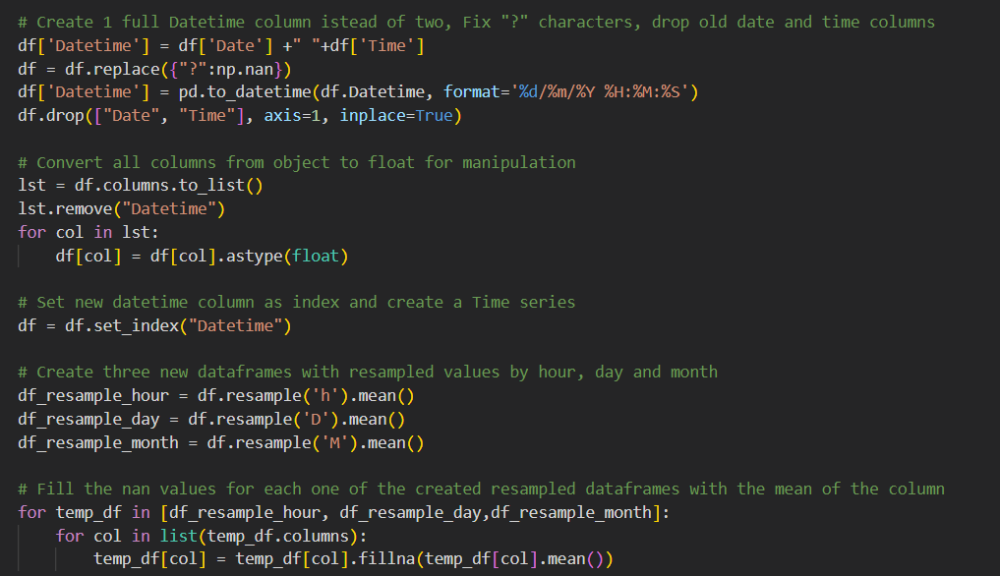 # Create 1 full Datetime column istead of two, Fix "?" characters, drop old date and time columns
df['Datetime'] = df['Date'] +" "+df['Time']
df = df.replace({"?":np.nan})
df['Datetime'] = pd.to_datetime(df.Datetime, format='%d/%m/%Y %H:%M:%S')
df.drop(["Date", "Time"], axis=1, inplace=True)

# Convert all columns from object to float for manipulation
lst = df.columns.to_list()
lst.remove("Datetime")
for col in lst:
    df[col] = df[col].astype(float)

# Set new datetime column as index and create a Time series
df = df.set_index("Datetime")

# Create three new dataframes with resampled values by hour, day and month
df_resample_hour = df.resample('h').mean()
df_resample_day = df.resample('D').mean()
df_resample_month = df.resample('M').mean()

# Fill the nan values for each one of the created resampled dataframes with the mean of the column
for temp_df in [df_resample_hour, df_resample_day,df_resample_month]:
    for col in list(temp_df.columns):
        temp_df[col] = temp_df[col].fillna(temp_df[col].mean())